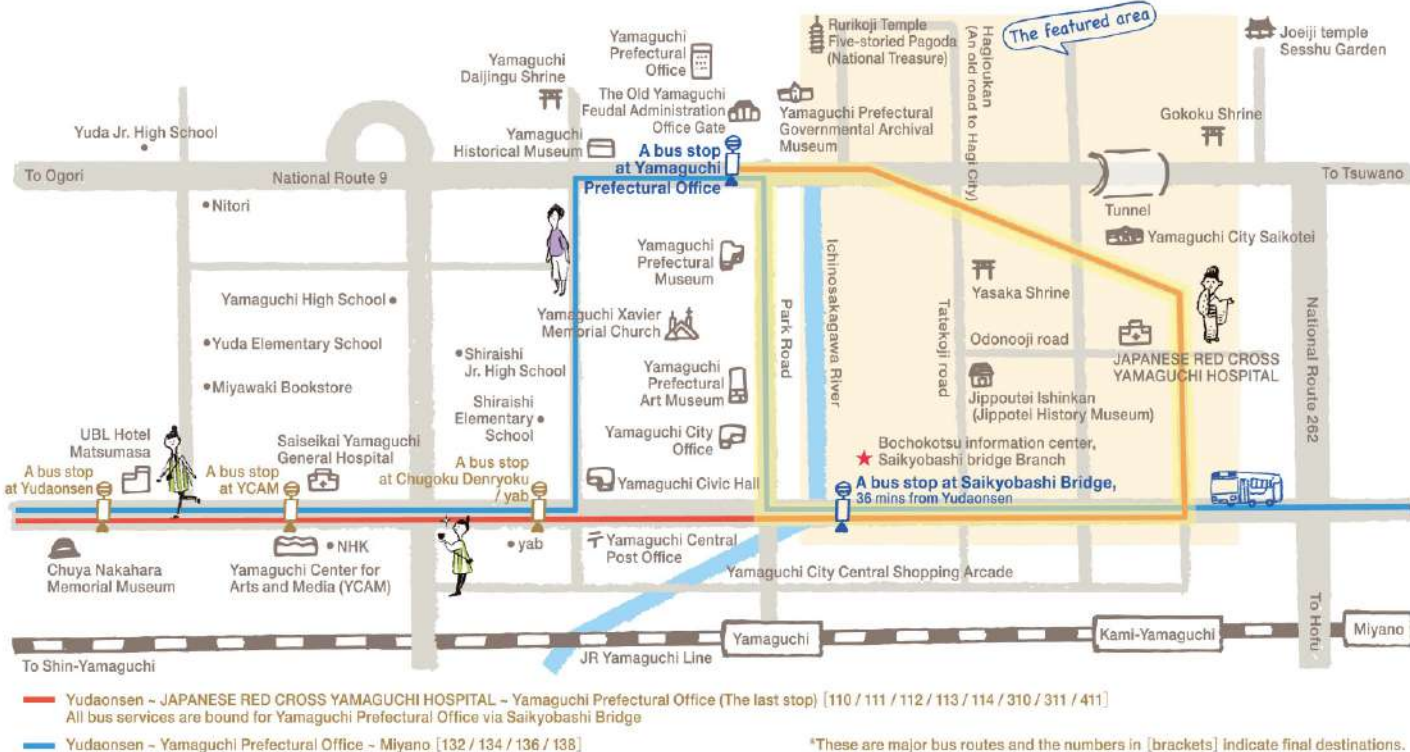 The featured area
Rurikoji Temple
Five-storied Pagoda
(National Treasure)
Hagioukan
(An old road to Hagi City)
Joeiji temple
Sesshu Garden
Yamaguchi
Prefectural
Office
Yamaguchi
Daijingu Shrine
The Old Yamaguchi
Feudal Administration
Office Gate
Yamaguchi Prefectural
Governmental Archival
Museum
Gokoku Shrine
Yuda Jr. High School
Yamaguchi
Historical Museum
A bus stop
at Yamaguchi
Prefectural Office
To Ogori
National Route 9
To Tsuwano
Tunnel
Nitori
Yamaguchi
Prefectural
Museum
Yamaguchi City Saikotei
Yasaka Shrine
Yamaguchi High School
Yamaguchi Xavier
Memorial Church
Park Road
Ichinosakagawa River
Tatekoji road
National Route 262
Odonooji road
JAPANESE RED CROSS
YAMAGUCHI HOSPITAL
Yuda Elementary School
Shiraishi
Jr. High School
Miyawaki Bookstore
Yamaguchi
Prefectural
Art Museum
Jippoutei Ishinkan
(Jippotei History Museum)
Shiraishi
Elementary
School
UBL Hotel
Matsumasa
Saiseikai Yamaguchi
General Hospital
Yamaguchi City
Office
Bochokotsu information center,
Saikyobashi bridge Branch
A bus stop
at Yudaonsen
A bus stop
at YCAM
A bus stop
at Chugoku Denryoku
/ yab
Yamaguchi Civic Hall
A bus stop at Saikyobashi Bridge,
36 mins from Yudaonsen
Chuya Nakahara
Memorial Museum
NHK
Yamaguchi Center for
Arts and Media (YCAM)
yab
Yamaguchi Central
Post Office
Yamaguchi City Central Shopping Arcade
To Hofu
Yamaguchi
Kami-Yamaguchi
Miyano
To Shin-Yamaguchi
JR Yamaguchi Line
Yudaonsen ~ JAPANESE RED CROSS YAMAGUCHI HOSPITAL ~ Yamaguchi Prefectural Office (The last stop) [110 / 111 / 112 / 113 / 114 / 310 / 311 / 411]
All bus services are bound for Yamaguchi Prefectural Office via Saikyobashi Bridge
Yudaonsen ~ Yamaguchi Prefectural Office ~ Miyano [132 / 134 / 136 / 138]
*These are major bus routes and the numbers in [brackets] indicate final destinations.